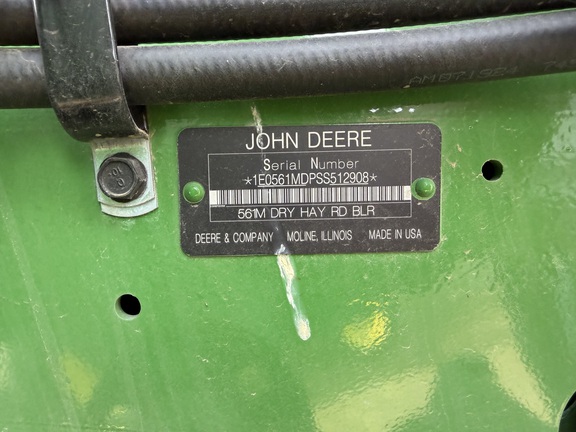 JOHN DEERE
Serial Number
*1E0561MDPSS512908*
561M DRY HAY RD BLR
DEERE & COMPANY MOLINE, ILLINOIS MADE IN USA